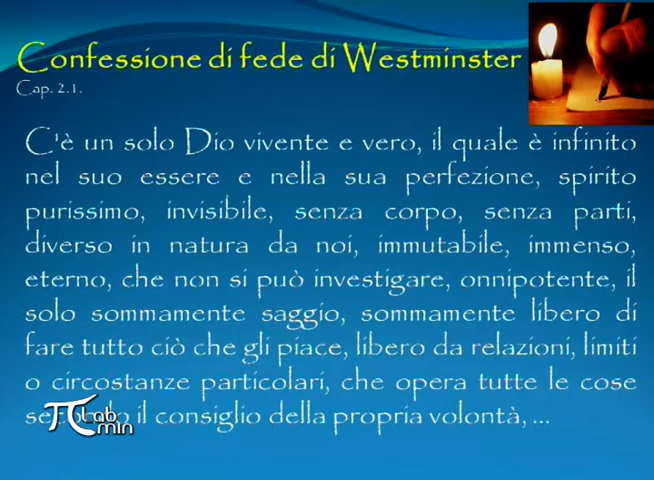 Confessione di fede di Westminster
Cap. 2.1.
C'è un solo Dio vivente e vero, il quale è infinito
nel suo essere e nella sua perfezione, spirito
purissimo, invisibile, senza corpo, senza parti,
diverso in natura da noi, immutabile, immenso,
eterno, che non si può investigare, onnipotente, il
solo sommamente saggio, sommamente libero di
fare tutto ciò che gli piace, libero da relazioni, limiti
o circostanze particolari, che opera tutte le cose
il consiglio della propria volontà, ...
Lab
min